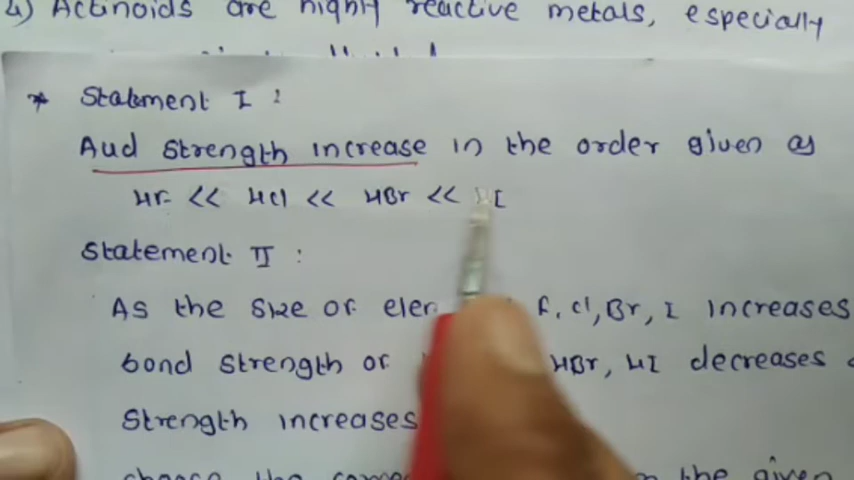 4) Actinoids are highly reactive metals, especially
* Statement I :
Acid strength increase in the order given as
HF << HCl << HBr << HI
Statement II :
As the size of F, Cl, Br, I increases
bond strength of HBr, HI decreases
strength increases
choose the the given